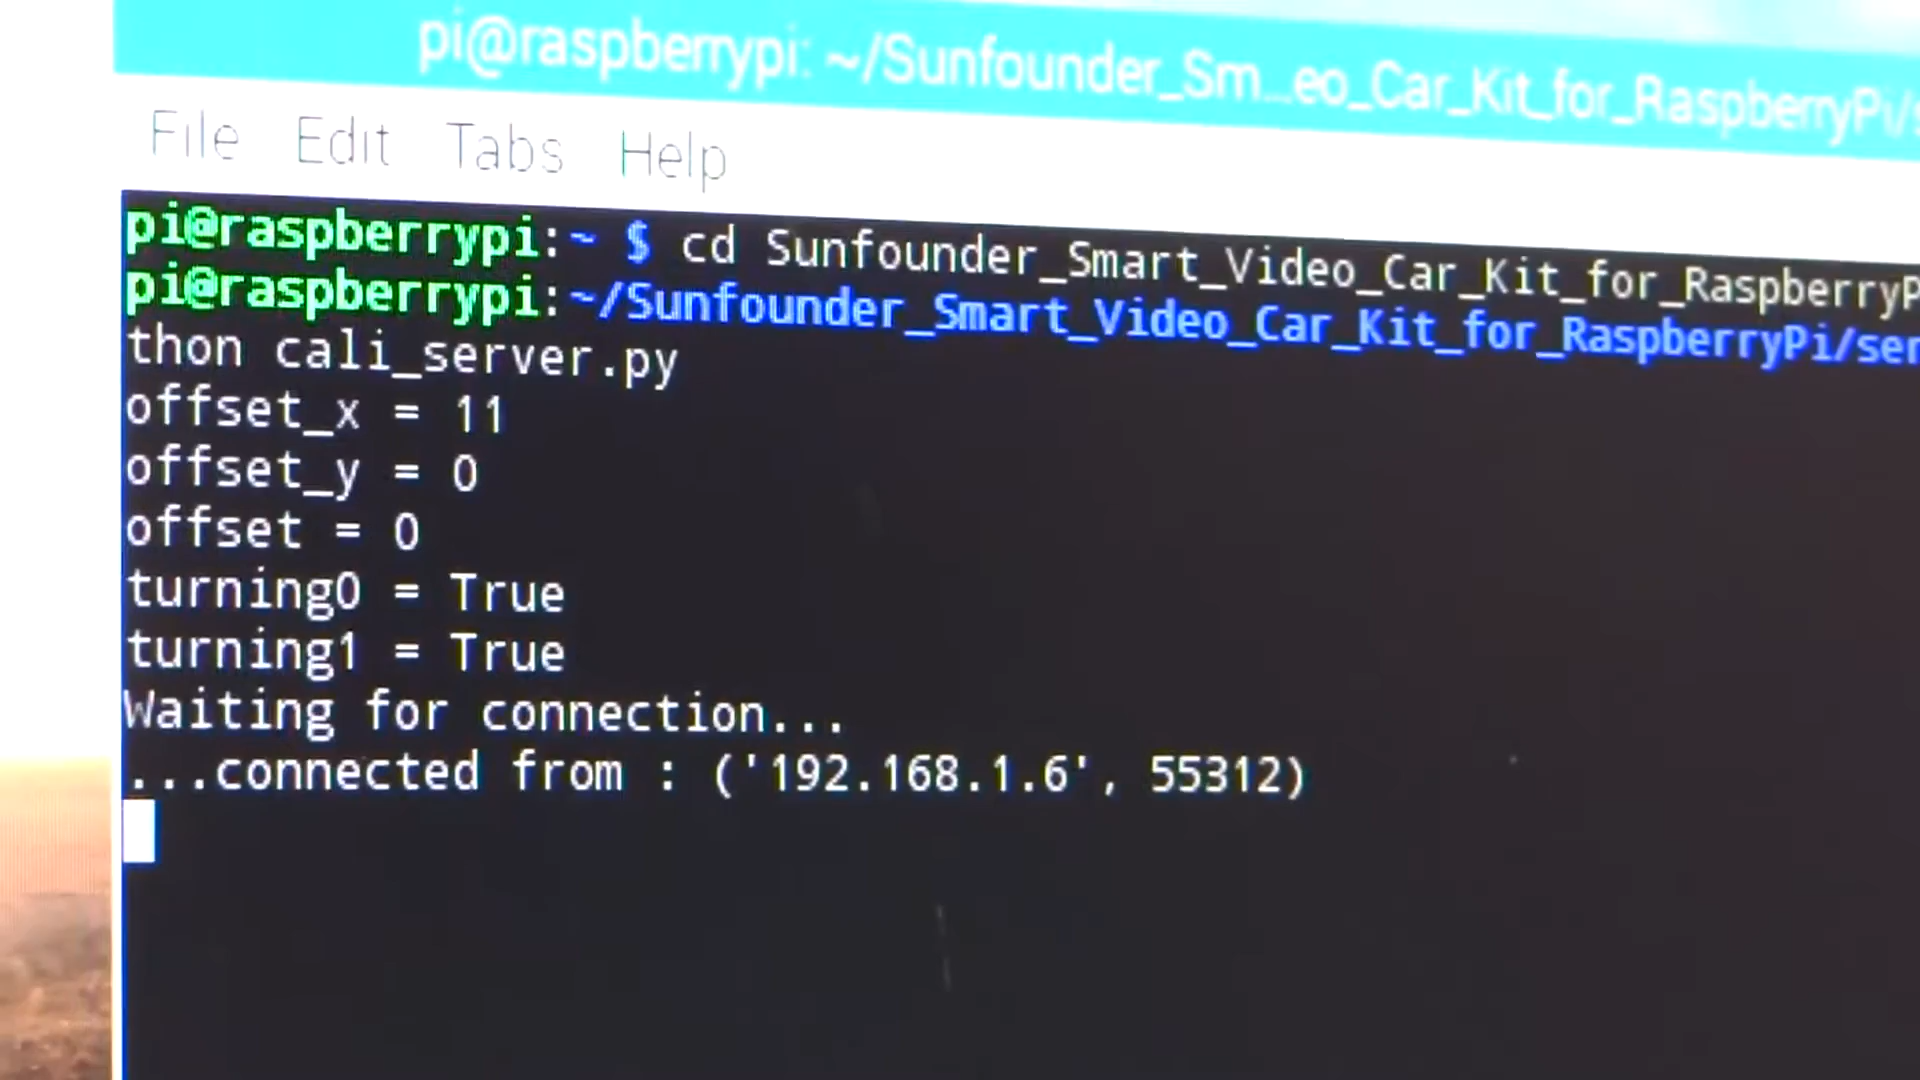 pi@raspberrypi: ~/Sunfounder_Sm...eo_Car_Kit_for_RaspberryPi/s
File Edit Tabs Help
pi@raspberrypi:~ $ cd Sunfounder_Smart_Video_Car_Kit_for_RaspberryP
pi@raspberrypi:~/Sunfounder_Smart_Video_Car_Kit_for_RaspberryPi/ser
thon cali_server.py
offset_x = 11
offset_y = 0
offset = 0
turning0 = True
turning1 = True
Waiting for connection...
...connected from : ('192.168.1.6', 55312)